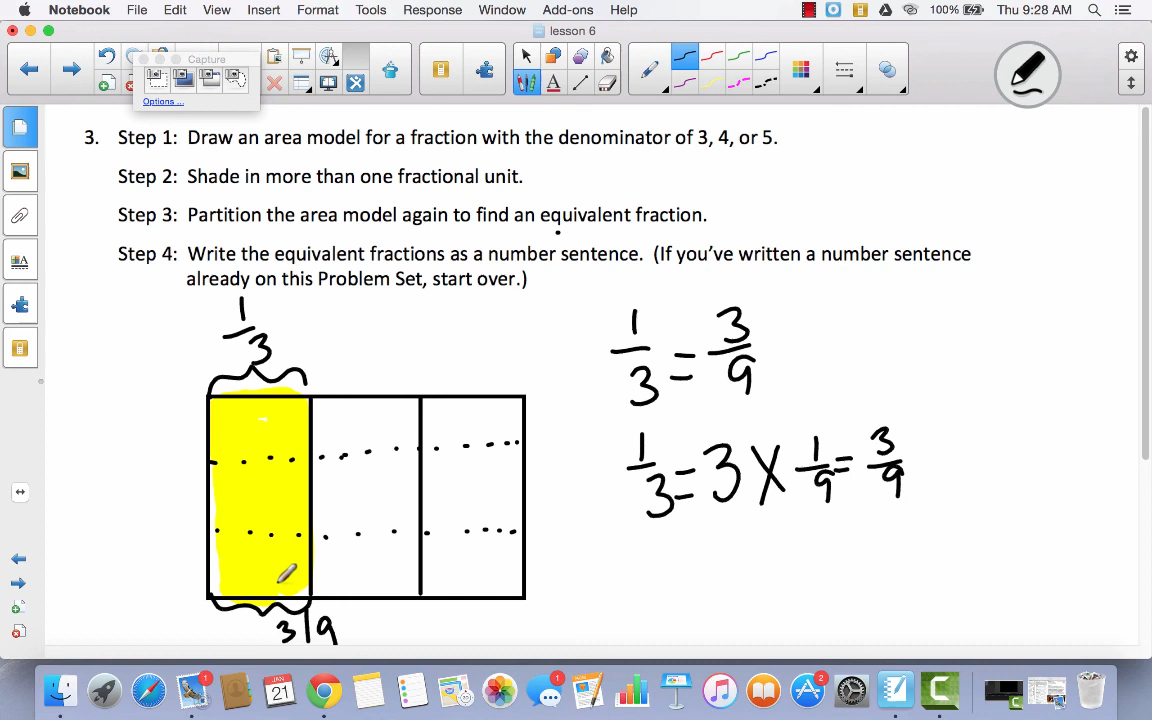 Notebook File Edit View Insert Format Tools Response Window Add-ons Help 100% Thu 9:28 AM
lesson 6
Capture
Options ...
3. Step 1: Draw an area model for a fraction with the denominator of 3, 4, or 5.
Step 2: Shade in more than one fractional unit.
Step 3: Partition the area model again to find an equivalent fraction.
Step 4: Write the equivalent fractions as a number sentence. (If you've written a number sentence
already on this Problem Set, start over.)
1/3
1/3 = 3/9
1/3 = 3 X 1/9 = 3/9
3/9
JAN
21
1
1
2